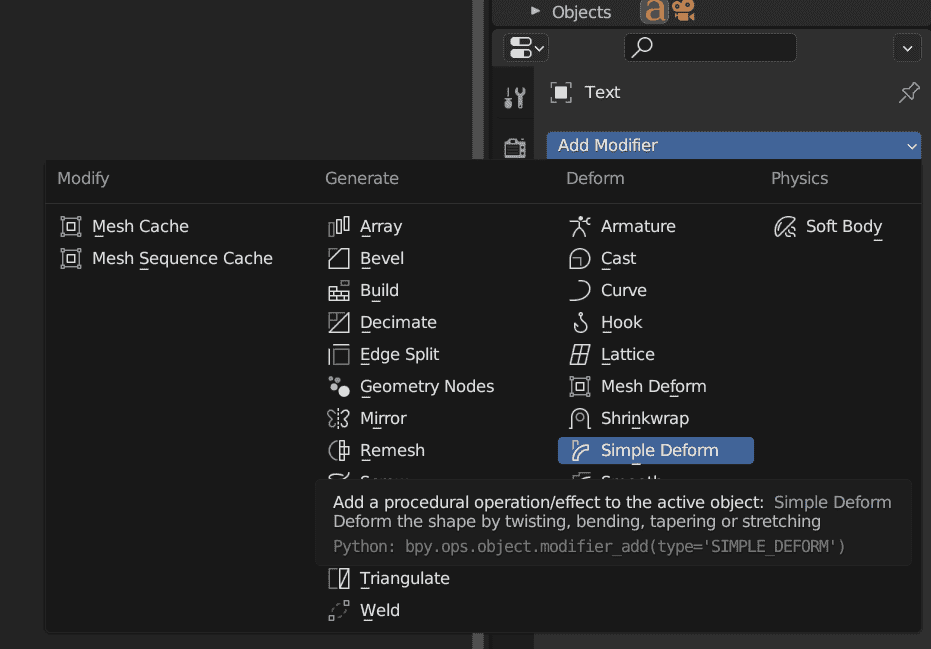 Objects
Text
Add Modifier
Modify Generate Deform Physics
Mesh Cache Array Armature Soft Body
Mesh Sequence Cache Bevel Cast
Build Curve
Decimate Hook
Edge Split Lattice
Geometry Nodes Mesh Deform
Mirror Shrinkwrap
Remesh Simple Deform
Add a procedural operation/effect to the active object: Simple Deform
Deform the shape by twisting, bending, tapering or stretching
Python: bpy.ops.object.modifier_add(type='SIMPLE_DEFORM')
Triangulate
Weld